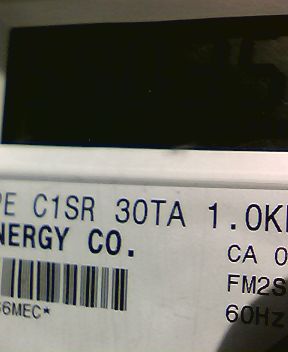 PE C1SR 30TA 1.0K
NERGY CO.
CA 0
FM2S
60Hz
6MEC*